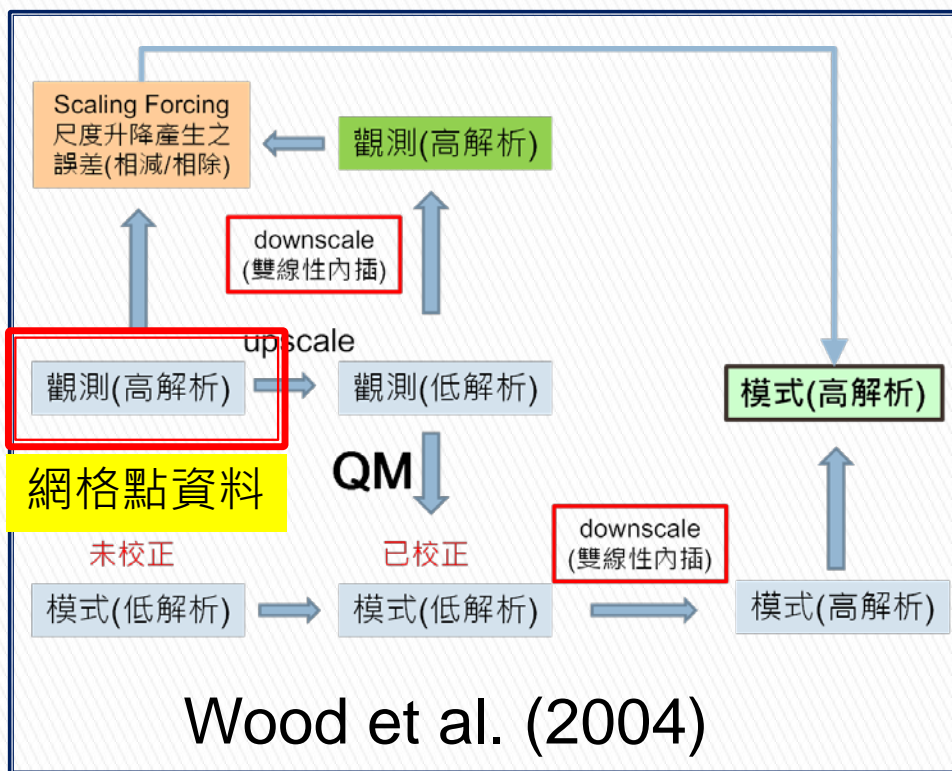 Scaling Forcing
尺度升降產生之
誤差(相減/相除)
觀測(高解析)
downscale
(雙線性內插)
upscale
觀測(高解析)
觀測(低解析)
模式(高解析)
網格點資料
QM
downscale
(雙線性內插)
未校正
已校正
模式(低解析)
模式(低解析)
模式(高解析)
Wood et al. (2004)